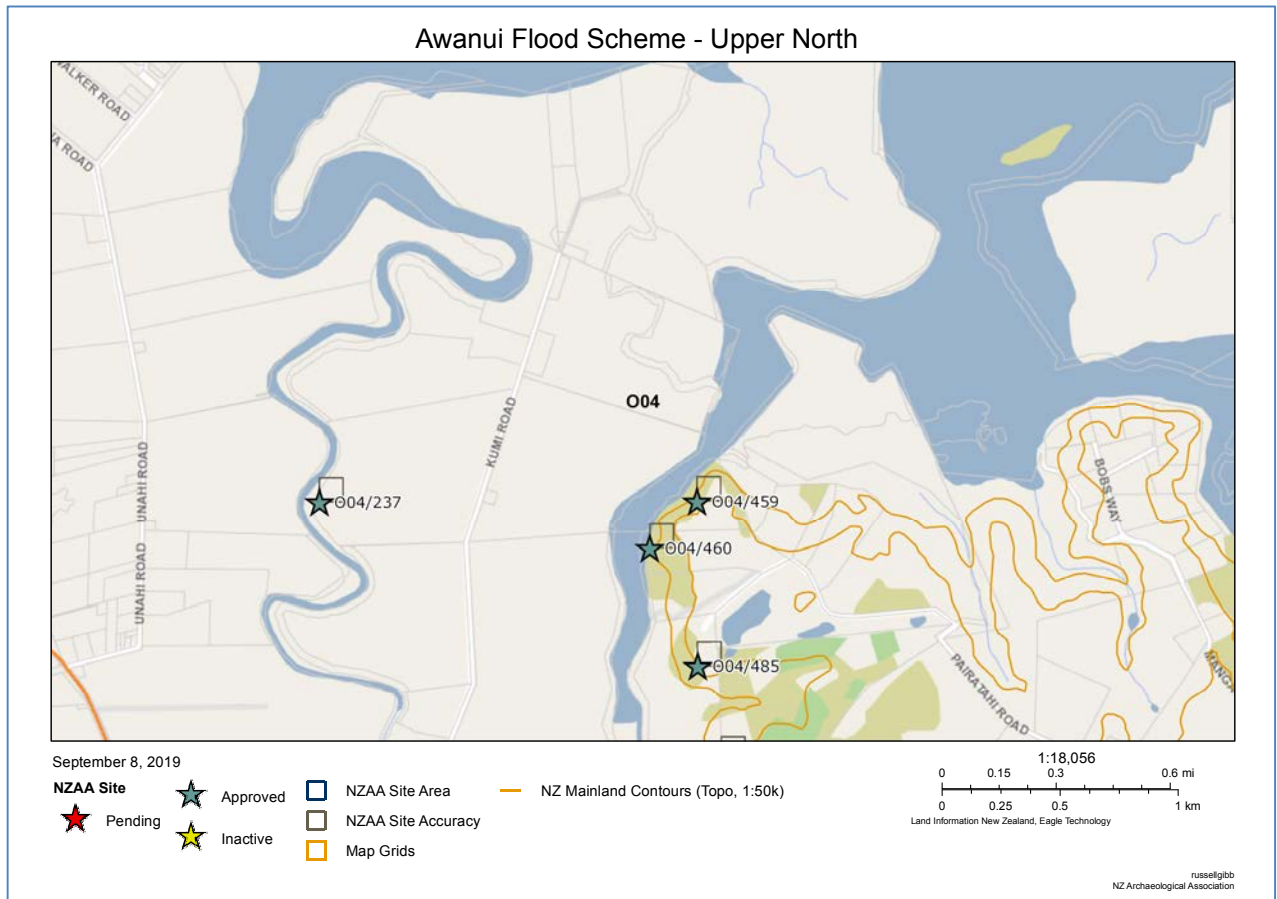 Awanui Flood Scheme - Upper North
WALKER ROAD
ROAD
O04
KUMI ROAD
UNAHI ROAD
UNAHI ROAD
BOBS WAY
O04/237
O04/459
O04/460
O04/485
PAIRATAHI ROAD
September 8, 2019
NZAA Site
Pending
Approved
Inactive
NZAA Site Area
NZAA Site Accuracy
Map Grids
NZ Mainland Contours (Topo, 1:50k)
1:18,056
0 0.15 0.3 0.6 mi
0 0.25 0.5 1 km
Land Information New Zealand, Eagle Technology
russellgibb
NZ Archaeological Association